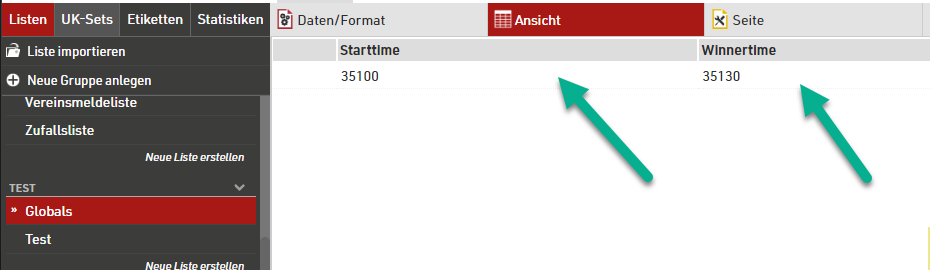 Listen UK-Sets Etiketten Statistiken
Daten/Format Ansicht Seite
Liste importieren
Neue Gruppe anlegen
Vereinsmeldeliste
Zufallsliste
Neue Liste erstellen
TEST
» Globals
Test
Neue Liste erstellen
Starttime Winnertime
35100 35130